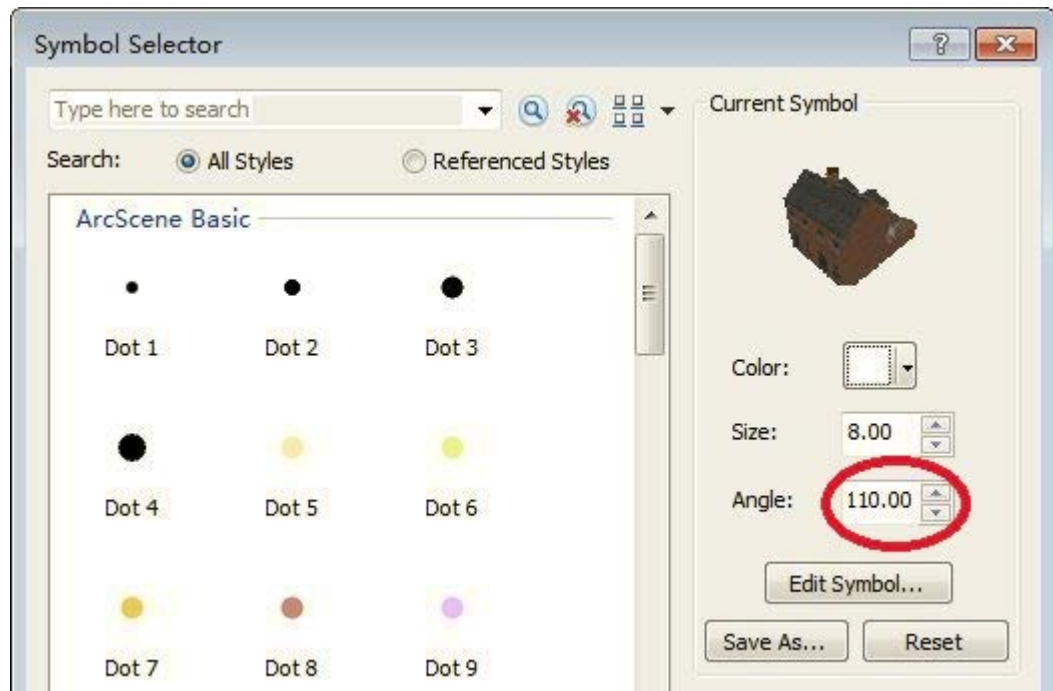 Symbol Selector
Type here to search
Search:
All Styles
Referenced Styles
ArcScene Basic
Dot 1
Dot 2
Dot 3
Dot 4
Dot 5
Dot 6
Dot 7
Dot 8
Dot 9
Current Symbol
Color:
Size: 8.00
Angle: 110.00
Edit Symbol...
Save As...
Reset